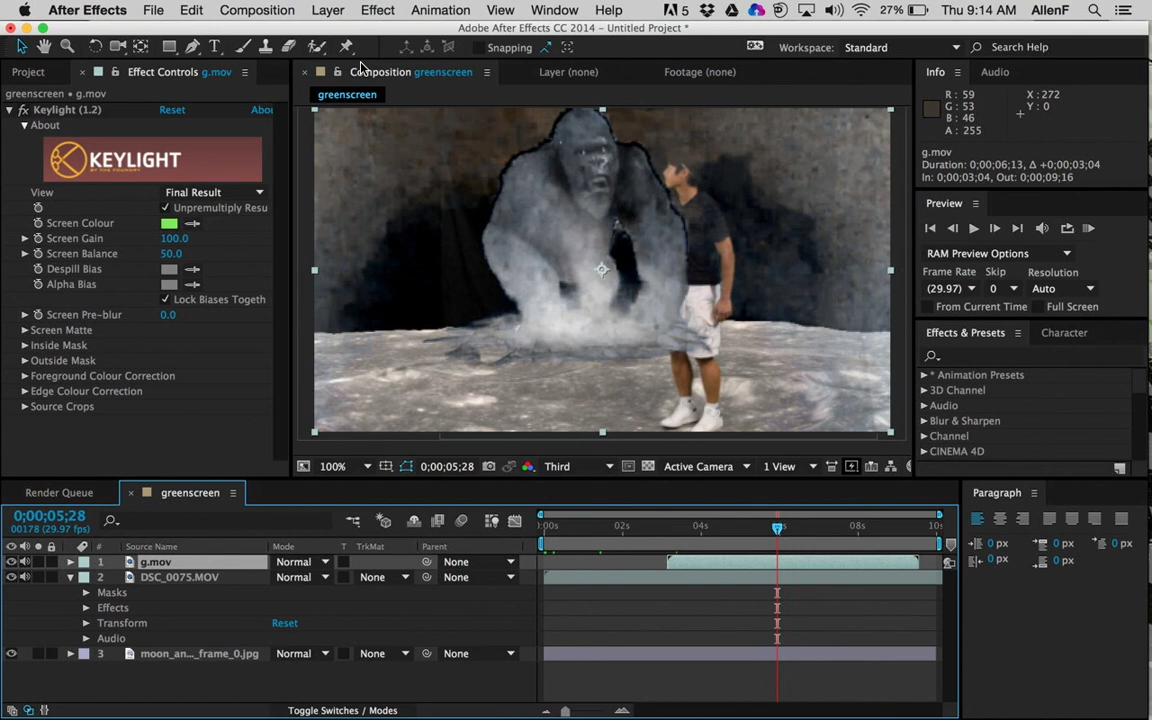 After Effects File Edit Composition Layer Effect Animation View Window Help 5 27% Thu 9:14 AM AllenF
Adobe After Effects CC 2014 - Untitled Project *
Snapping Workspace: Standard Search Help
Project Effect Controls g.mov Composition greenscreen Layer (none) Footage (none) Info Audio
greenscreen • g.mov
greenscreen
Keylight (1.2) Reset Abou
About
KEYLIGHT
BY THE FOUNDRY
View Final Result
Unpremultiply Resu
Screen Colour
Screen Gain 100.0
Screen Balance 50.0
Despill Bias
Alpha Bias
Lock Biases Togeth
Screen Pre-blur 0.0
Screen Matte
Inside Mask
Outside Mask
Foreground Colour Correction
Edge Colour Correction
Source Crops
R: 59 X: 272
G: 53 Y: 0
B: 46
A: 255
g.mov
Duration: 0;00;06;13, Δ +0;00;03;04
In: 0;00;03;04, Out: 0;00;09;16
Preview
RAM Preview Options
Frame Rate Skip Resolution
(29.97) 0 Auto
From Current Time Full Screen
Effects & Presets Character
* Animation Presets
3D Channel
Audio
Blur & Sharpen
Channel
CINEMA 4D
100% 0;00;05;28 Third Active Camera 1 View
Render Queue greenscreen
0;00;05;28
00178 (29.97 fps)
:00s 02s 04s 6s 08s 10s
# Source Name Mode T TrkMat Parent
1 g.mov Normal None
2 DSC_0075.MOV Normal None None
Masks
Effects
Transform Reset
Audio
3 moon_an..._frame_0.jpg Normal None None
Toggle Switches / Modes
Paragraph
0 px 0 px 0 px
0 px 0 px